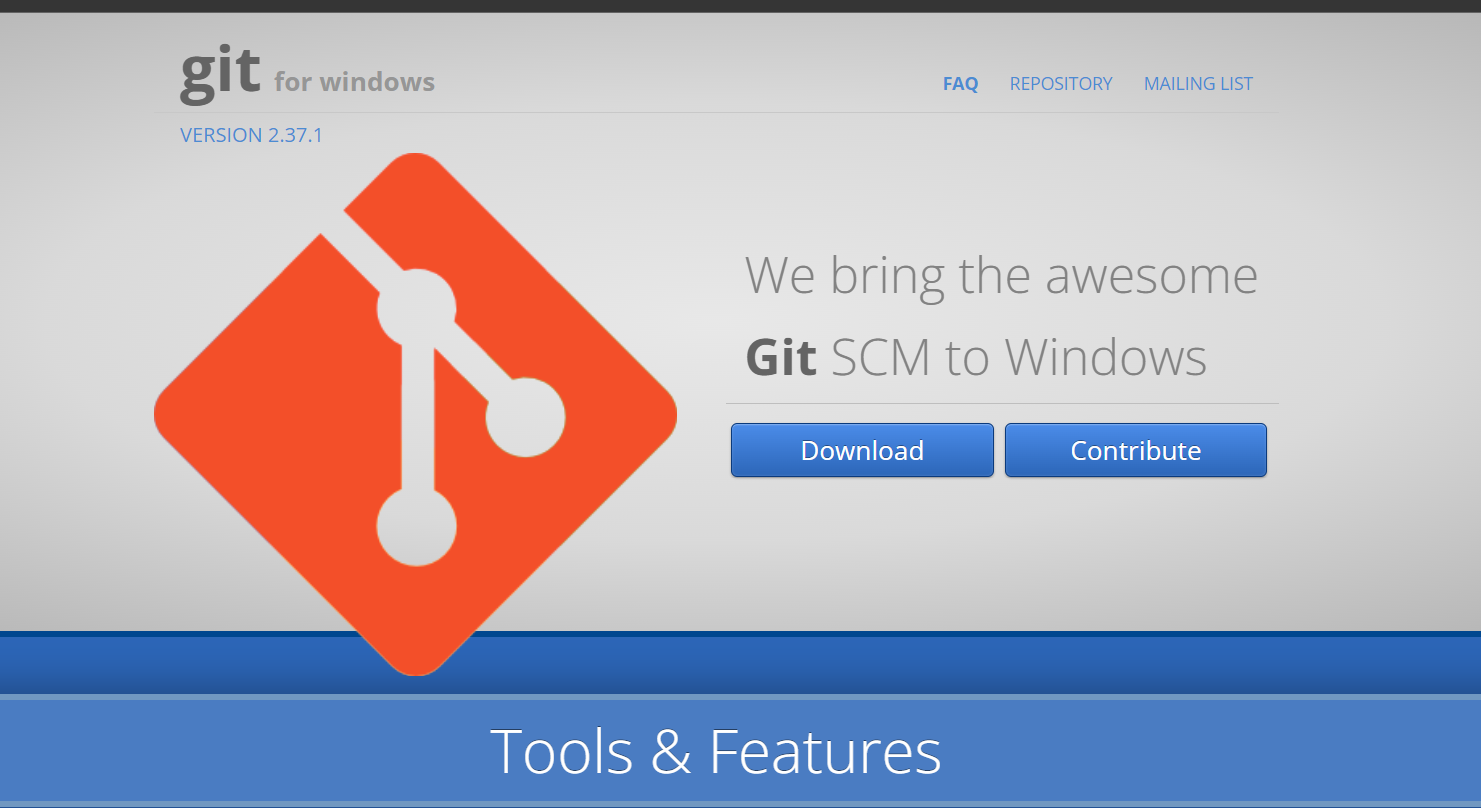 git for windows
FAQ REPOSITORY MAILING LIST
VERSION 2.37.1
We bring the awesome
Git SCM to Windows
Download Contribute
Tools & Features